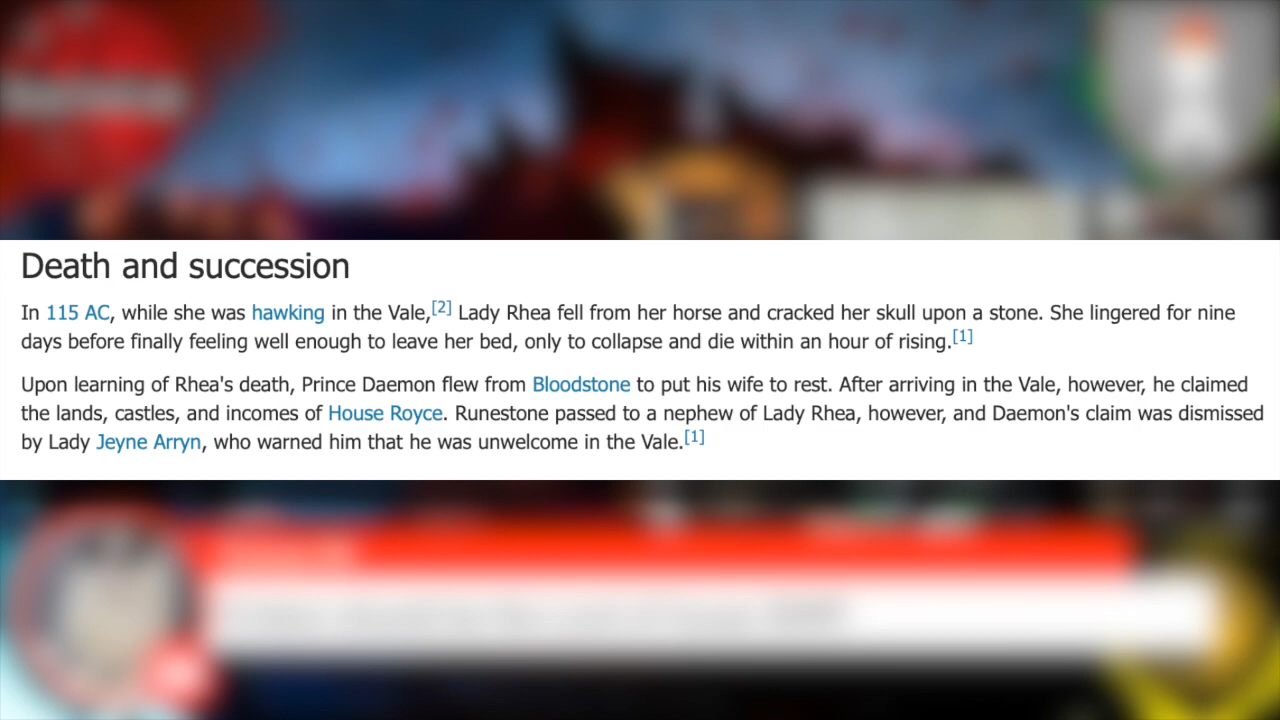 Death and succession
In 115 AC, while she was hawking in the Vale,[2] Lady Rhea fell from her horse and cracked her skull upon a stone. She lingered for nine
days before finally feeling well enough to leave her bed, only to collapse and die within an hour of rising.[1]
Upon learning of Rhea's death, Prince Daemon flew from Bloodstone to put his wife to rest. After arriving in the Vale, however, he claimed
the lands, castles, and incomes of House Royce. Runestone passed to a nephew of Lady Rhea, however, and Daemon's claim was dismissed
by Lady Jeyne Arryn, who warned him that he was unwelcome in the Vale.[1]